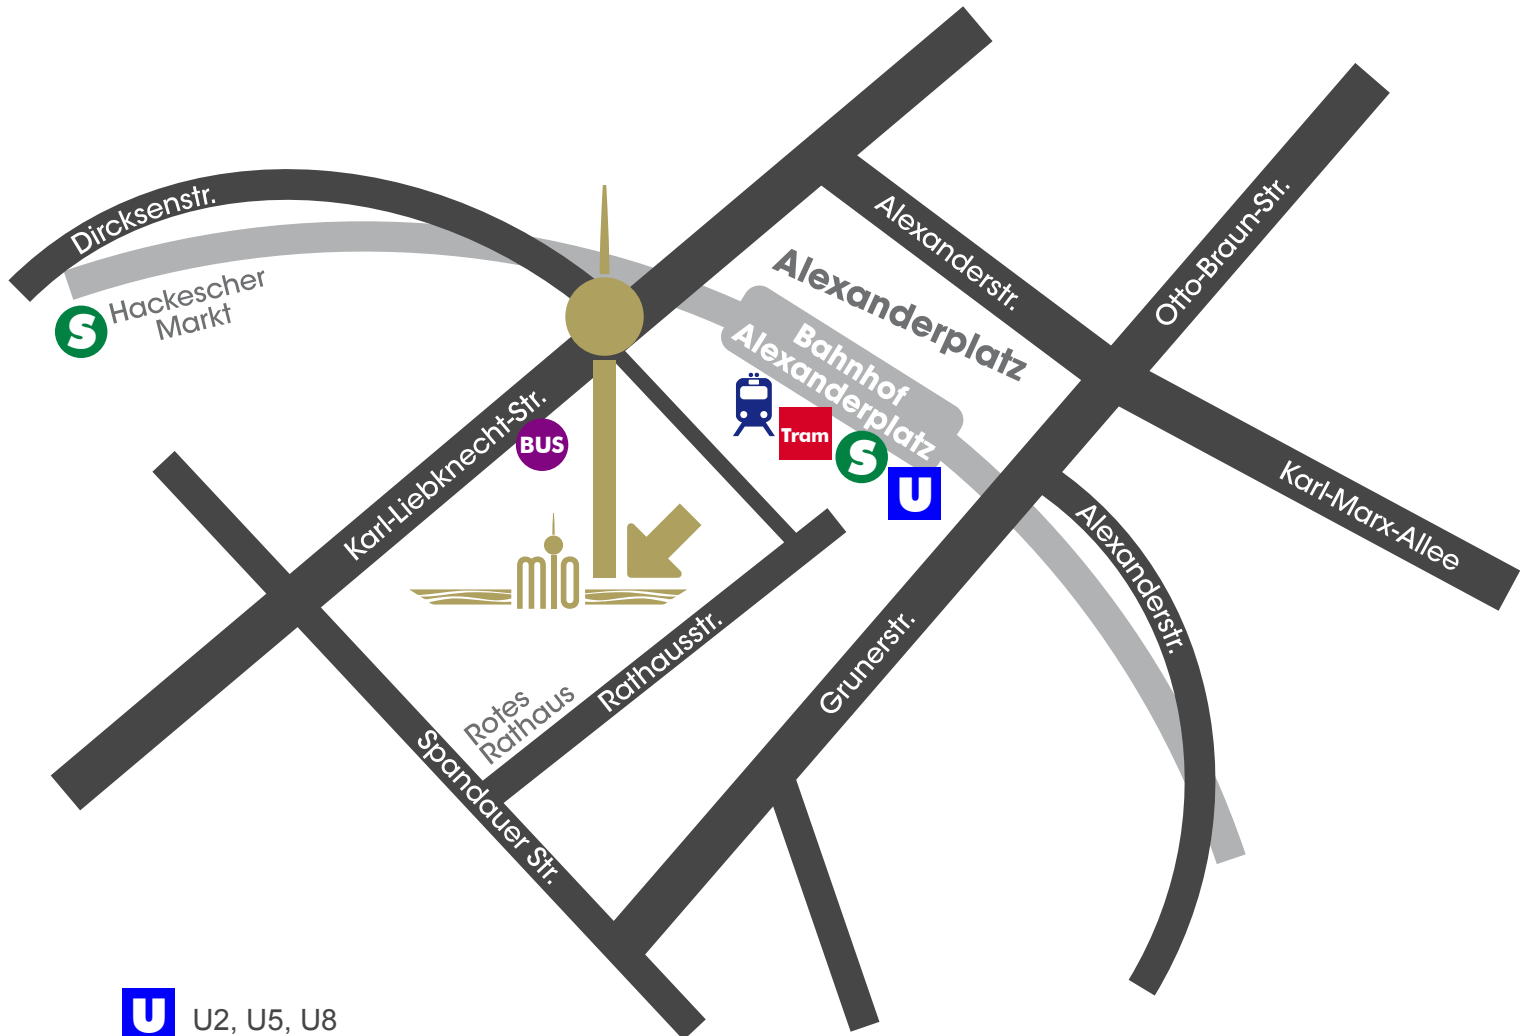 Dircksenstr.
S
Hackescher
Markt
Alexanderstr.
Otto-Braun-Str.
Alexanderplatz
Bahnhof
Alexanderplatz
Tram
S
U
Karl-Liebknecht-Str.
BUS
Karl-Marx-Allee
Alexanderstr.
mio
Grunerstr.
Rathausstr.
Rotes
Rathaus
Spandauer Str.
U U2, U5, U8